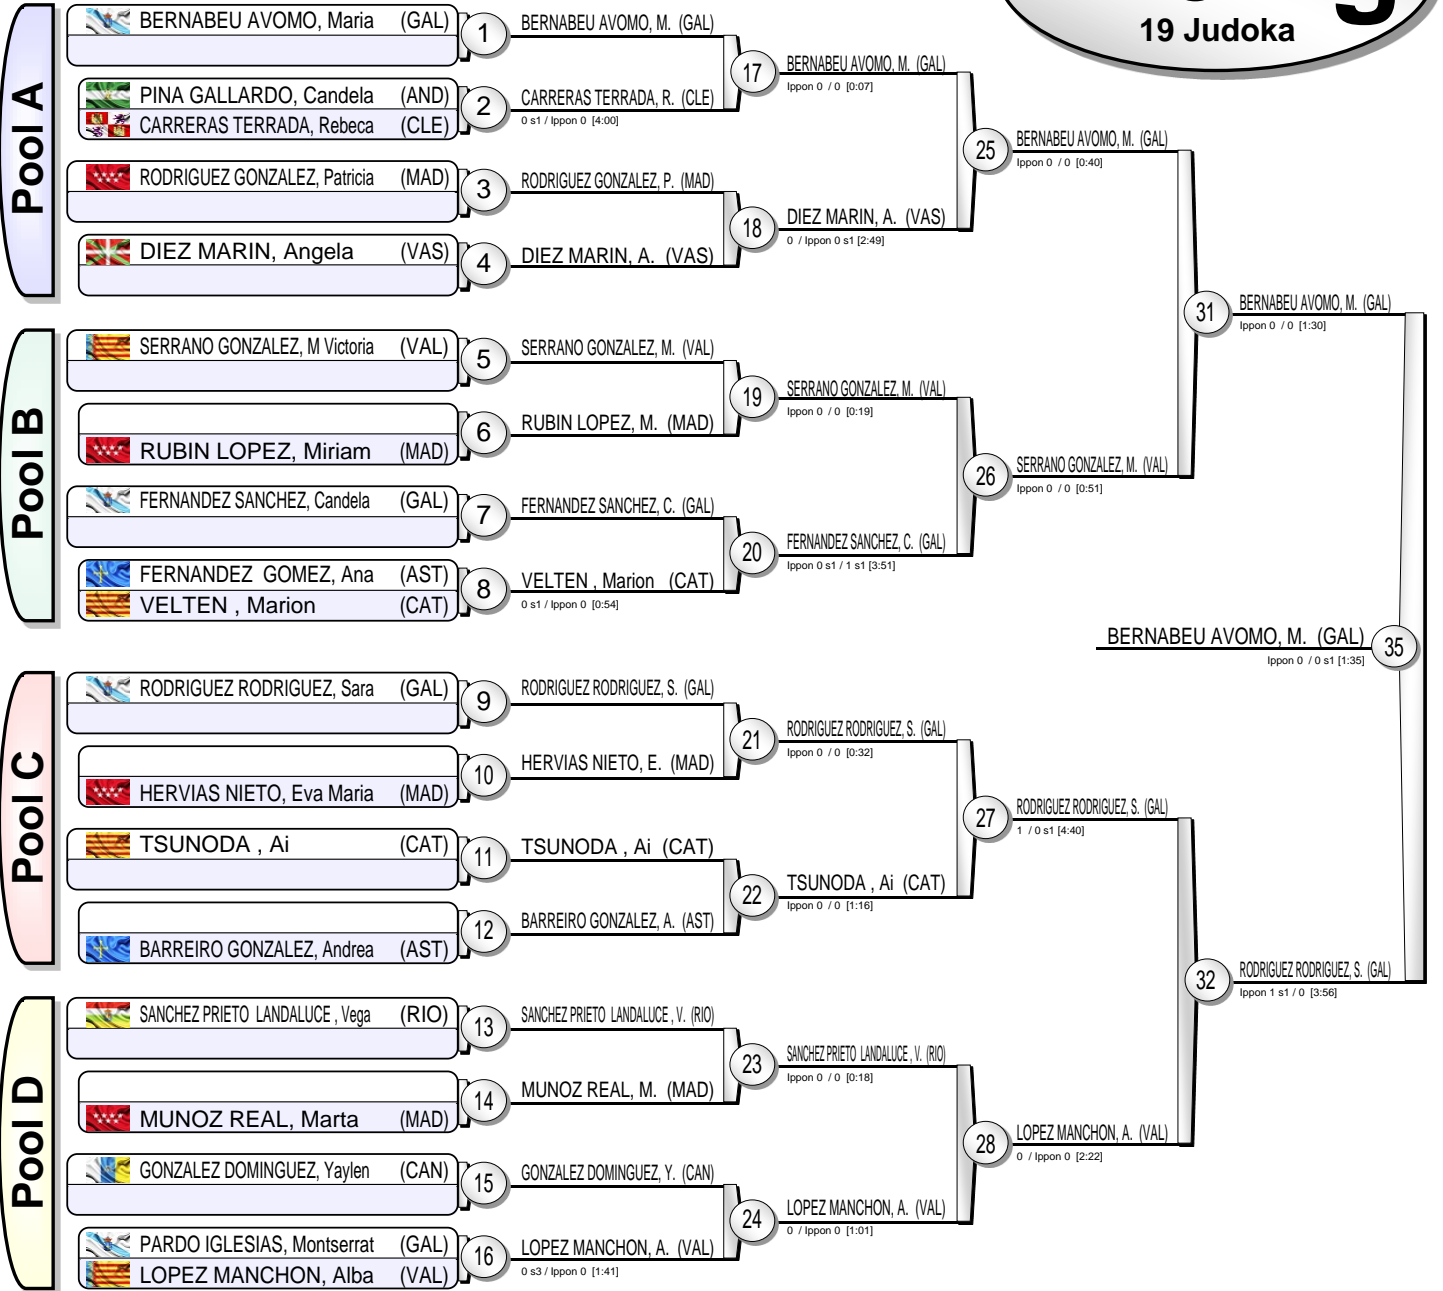 19 Judoka
Pool A
BERNABEU AVOMO, Maria (GAL)
1
PINA GALLARDO, Candela (AND)
CARRERAS TERRADA, Rebeca (CLE)
2
RODRIGUEZ GONZALEZ, Patricia (MAD)
3
DIEZ MARIN, Angela (VAS)
4
Pool B
SERRANO GONZALEZ, M Victoria (VAL)
5
RUBIN LOPEZ, Miriam (MAD)
6
FERNANDEZ SANCHEZ, Candela (GAL)
7
FERNANDEZ GOMEZ, Ana (AST)
VELTEN , Marion (CAT)
8
Pool C
RODRIGUEZ RODRIGUEZ, Sara (GAL)
9
HERVIAS NIETO, Eva Maria (MAD)
10
TSUNODA , Ai (CAT)
11
BARREIRO GONZALEZ, Andrea (AST)
12
Pool D
SANCHEZ PRIETO LANDALUCE , Vega (RIO)
13
MUNOZ REAL, Marta (MAD)
14
GONZALEZ DOMINGUEZ, Yaylen (CAN)
15
PARDO IGLESIAS, Montserrat (GAL)
LOPEZ MANCHON, Alba (VAL)
16
BERNABEU AVOMO, M. (GAL)
CARRERAS TERRADA, R. (CLE)
0 s1 / Ippon 0 [4:00]
17
RODRIGUEZ GONZALEZ, P. (MAD)
DIEZ MARIN, A. (VAS)
18
SERRANO GONZALEZ, M. (VAL)
RUBIN LOPEZ, M. (MAD)
19
FERNANDEZ SANCHEZ, C. (GAL)
VELTEN , Marion (CAT)
0 s1 / Ippon 0 [0:54]
20
RODRIGUEZ RODRIGUEZ, S. (GAL)
HERVIAS NIETO, E. (MAD)
21
TSUNODA , Ai (CAT)
BARREIRO GONZALEZ, A. (AST)
22
SANCHEZ PRIETO LANDALUCE , V. (RIO)
MUNOZ REAL, M. (MAD)
23
GONZALEZ DOMINGUEZ, Y. (CAN)
LOPEZ MANCHON, A. (VAL)
0 s3 / Ippon 0 [1:41]
24
BERNABEU AVOMO, M. (GAL)
Ippon 0 / 0 [0:07]
DIEZ MARIN, A. (VAS)
0 / Ippon 0 s1 [2:49]
25
SERRANO GONZALEZ, M. (VAL)
Ippon 0 / 0 [0:19]
FERNANDEZ SANCHEZ, C. (GAL)
Ippon 0 s1 / 1 s1 [3:51]
26
RODRIGUEZ RODRIGUEZ, S. (GAL)
Ippon 0 / 0 [0:32]
TSUNODA , Ai (CAT)
Ippon 0 / 0 [1:16]
27
SANCHEZ PRIETO LANDALUCE , V. (RIO)
Ippon 0 / 0 [0:18]
LOPEZ MANCHON, A. (VAL)
0 / Ippon 0 [1:01]
28
BERNABEU AVOMO, M. (GAL)
Ippon 0 / 0 [0:40]
SERRANO GONZALEZ, M. (VAL)
Ippon 0 / 0 [0:51]
31
RODRIGUEZ RODRIGUEZ, S. (GAL)
1 / 0 s1 [4:40]
LOPEZ MANCHON, A. (VAL)
0 / Ippon 0 [2:22]
32
BERNABEU AVOMO, M. (GAL)
Ippon 0 / 0 [1:30]
RODRIGUEZ RODRIGUEZ, S. (GAL)
Ippon 1 s1 / 0 [3:56]
BERNABEU AVOMO, M. (GAL)
Ippon 0 / 0 s1 [1:35]
35